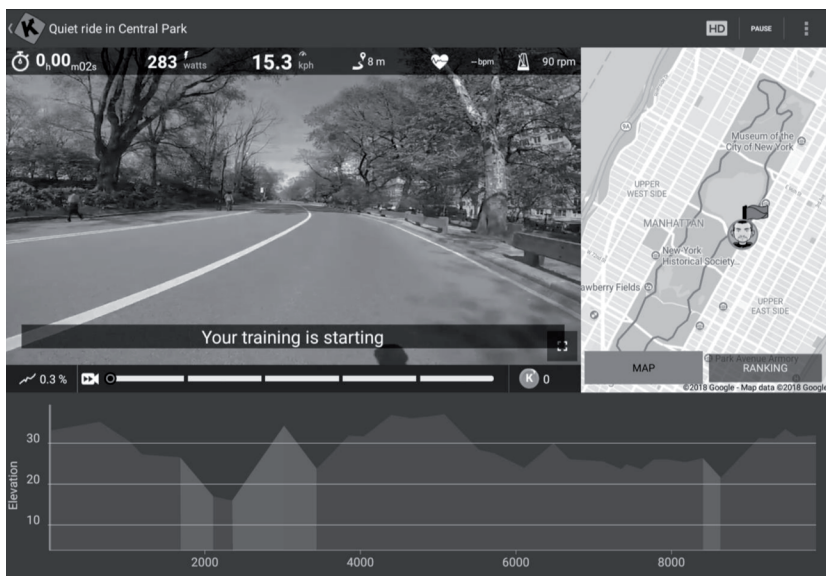 K
Quiet ride in Central Park
HD
PAUSE
0h00m02s
283 watts
15.3 kph
8 m
--bpm
90 rpm
Museum of the
City of New York
9A
UPPER
WEST SIDE
MANHATTAN
New-York
Historical Society...
awberry Fields
UPPER
EAST SIDE
Park Avenue Armory
MAP
RANKING
©2018 Google - Map data ©2018 Google
Your training is starting
0.3 %
K 0
Elevation
30
20
10
2000
4000
6000
8000